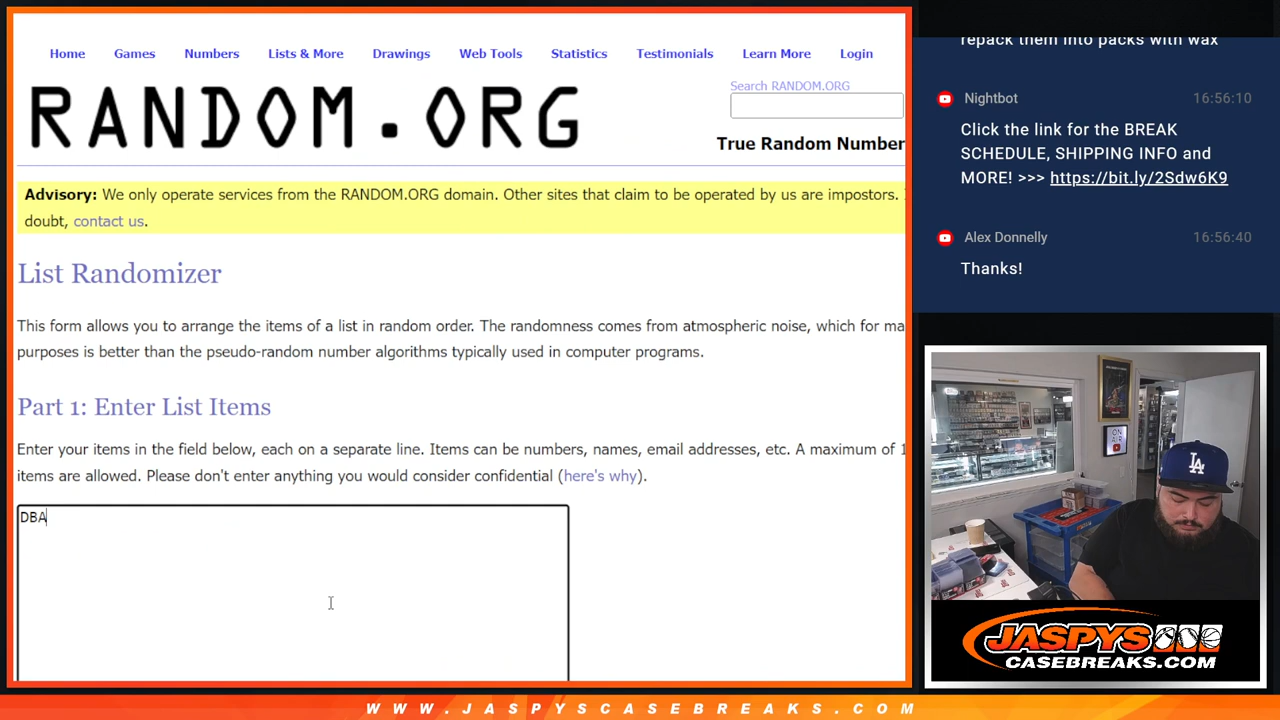 Home Games Numbers Lists & More Drawings Web Tools Statistics Testimonials Learn More Login
RANDOM.ORG
Search RANDOM.ORG
True Random Number
Advisory: We only operate services from the RANDOM.ORG domain. Other sites that claim to be operated by us are impostors.
doubt, contact us.
List Randomizer
This form allows you to arrange the items of a list in random order. The randomness comes from atmospheric noise, which for ma
purposes is better than the pseudo-random number algorithms typically used in computer programs.
Part 1: Enter List Items
Enter your items in the field below, each on a separate line. Items can be numbers, names, email addresses, etc. A maximum of 1
items are allowed. Please don't enter anything you would consider confidential (here's why).
DBA
repack them into packs with wax
Nightbot 16:56:10
Click the link for the BREAK
SCHEDULE, SHIPPING INFO and
MORE! >>> https://bit.ly/2Sdw6K9
Alex Donnelly 16:56:40
Thanks!
ON
AIR
LA
JASPYS
CASEBREAKS.COM
WWW.JASPYSCASEBREAKS.COM